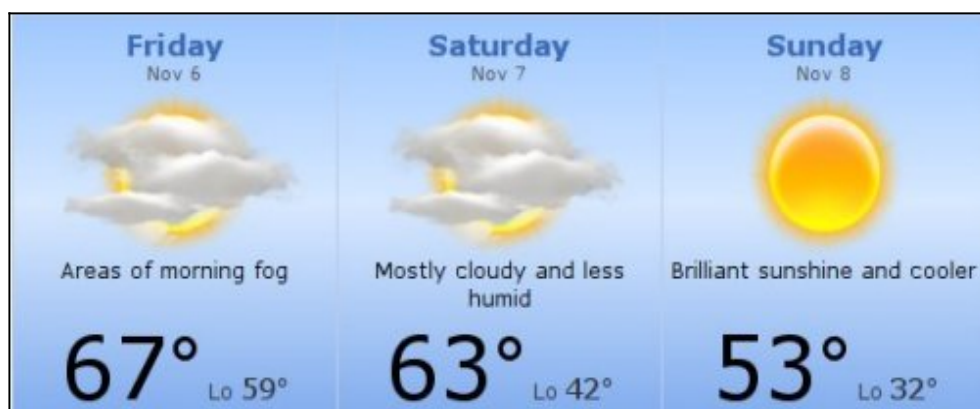 Friday
Nov 6
Areas of morning fog
67° Lo 59°
Saturday
Nov 7
Mostly cloudy and less
humid
63° Lo 42°
Sunday
Nov 8
Brilliant sunshine and cooler
53° Lo 32°